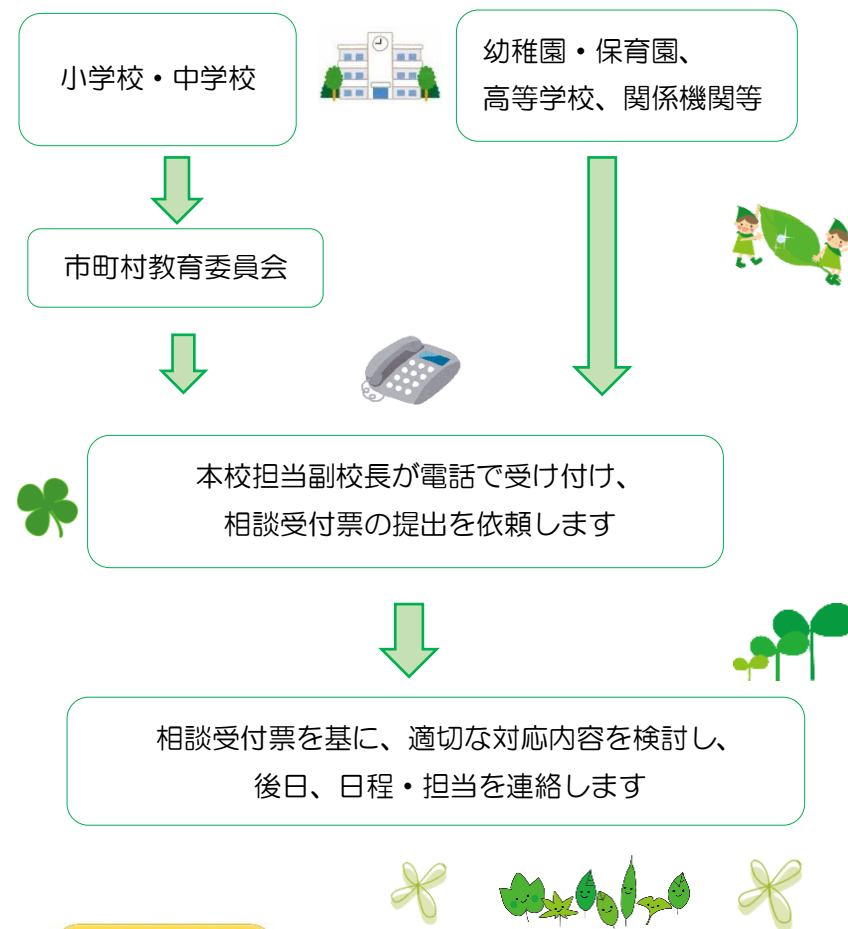 小学校・中学校
幼稚園・保育園、
高等学校、関係機関等
市町村教育委員会
本校担当副校長が電話で受け付け、
相談受付票の提出を依頼します
相談受付票を基に、適切な対応内容を検討し、
後日、日程・担当を連絡します